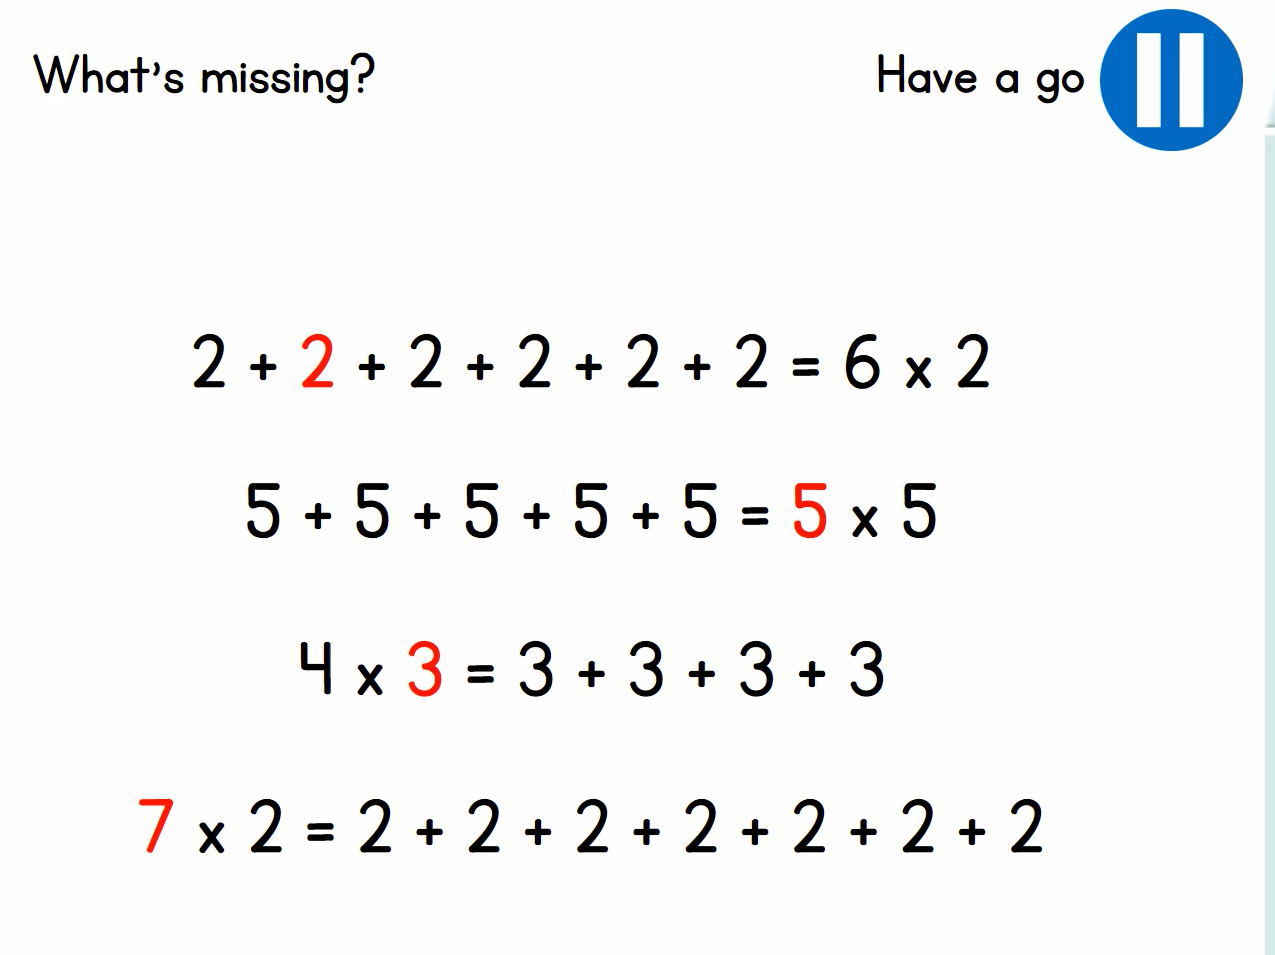 What's missing?
Have a go
2 + 2 + 2 + 2 + 2 + 2 = 6 x 2
5 + 5 + 5 + 5 + 5 = 5 x 5
4 x 3 = 3 + 3 + 3 + 3
7 x 2 = 2 + 2 + 2 + 2 + 2 + 2 + 2